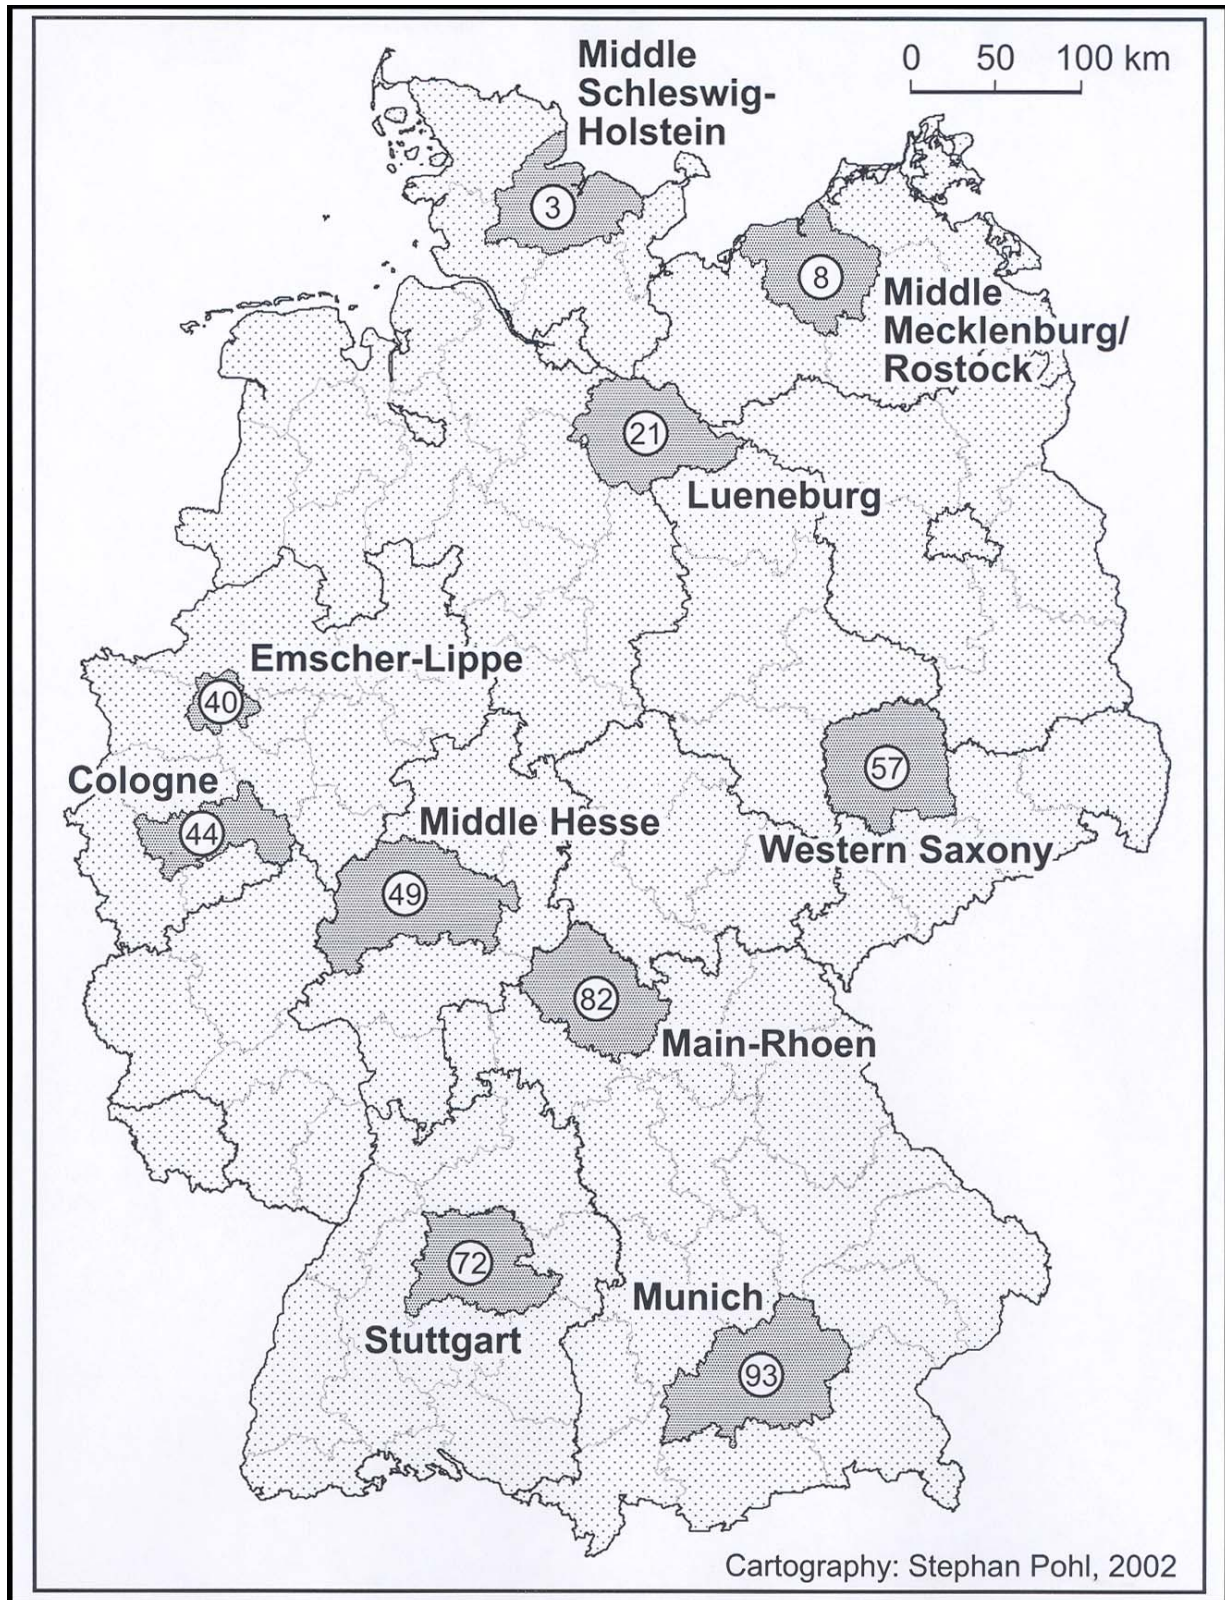 Middle
Schleswig-
Holstein
0 50 100 km
3
8
Middle
Mecklenburg/
Rostock
21
Lueneburg
Emscher-Lippe
40
Cologne
44
57
Western Saxony
Middle Hesse
49
82
Main-Rhoen
72
Stuttgart
Munich
93
Cartography: Stephan Pohl, 2002